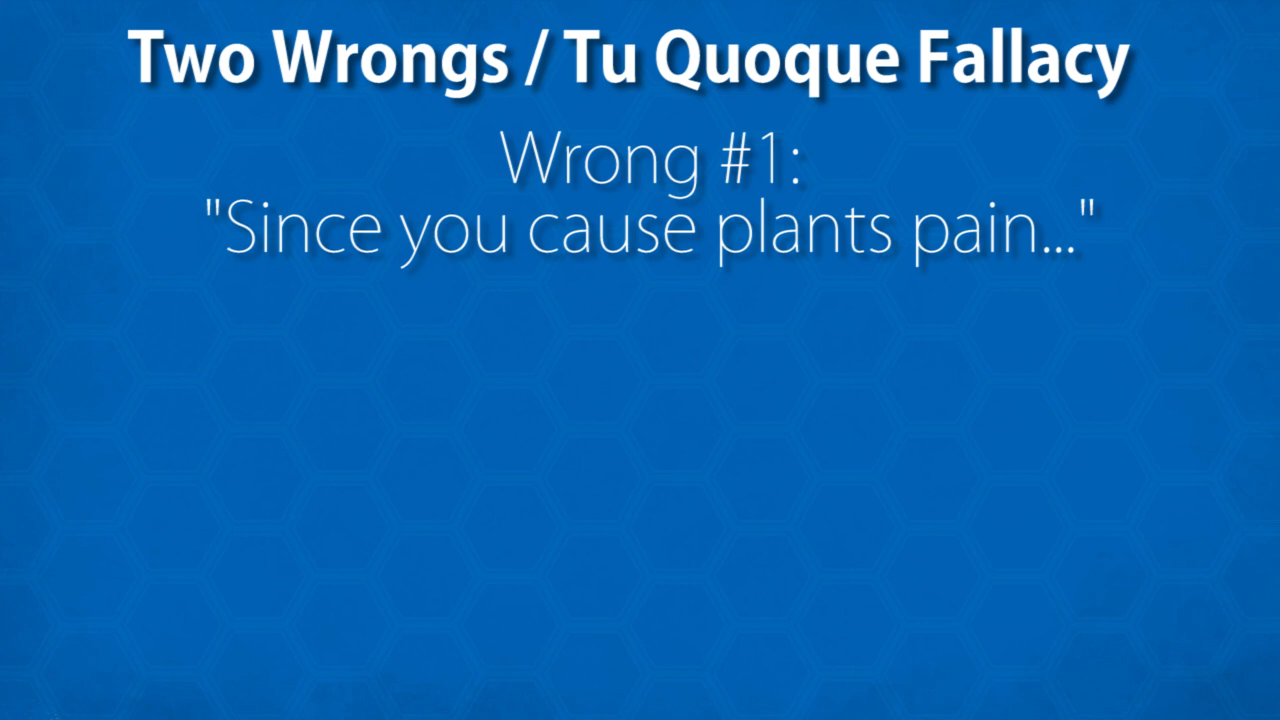 Two Wrongs / Tu Quoque Fallacy
Wrong #1:
"Since you cause plants pain..."